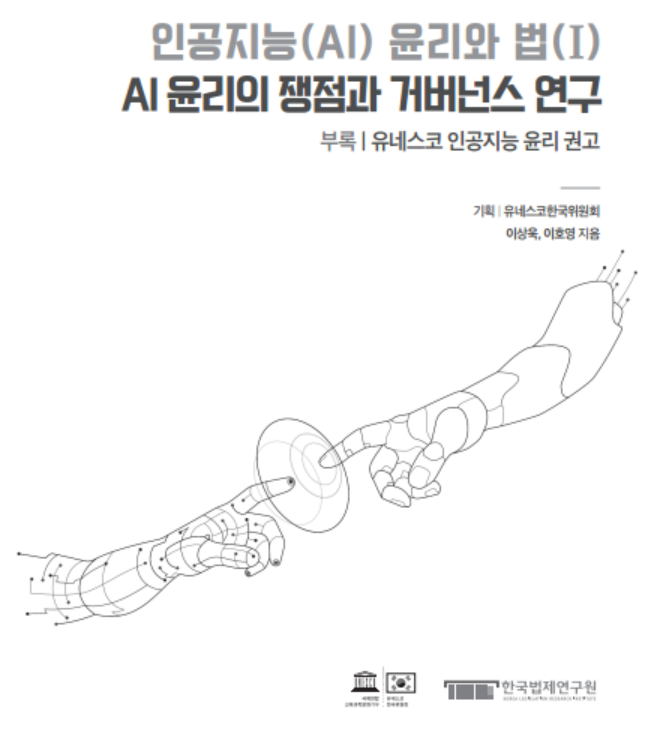 인공지능(AI) 윤리와 법(I)
AI 윤리의 쟁점과 거버넌스 연구
부록 | 유네스코 인공지능 윤리 권고
기획 | 유네스코한국위원회
이상욱, 이호영 지음
한국법제연구원